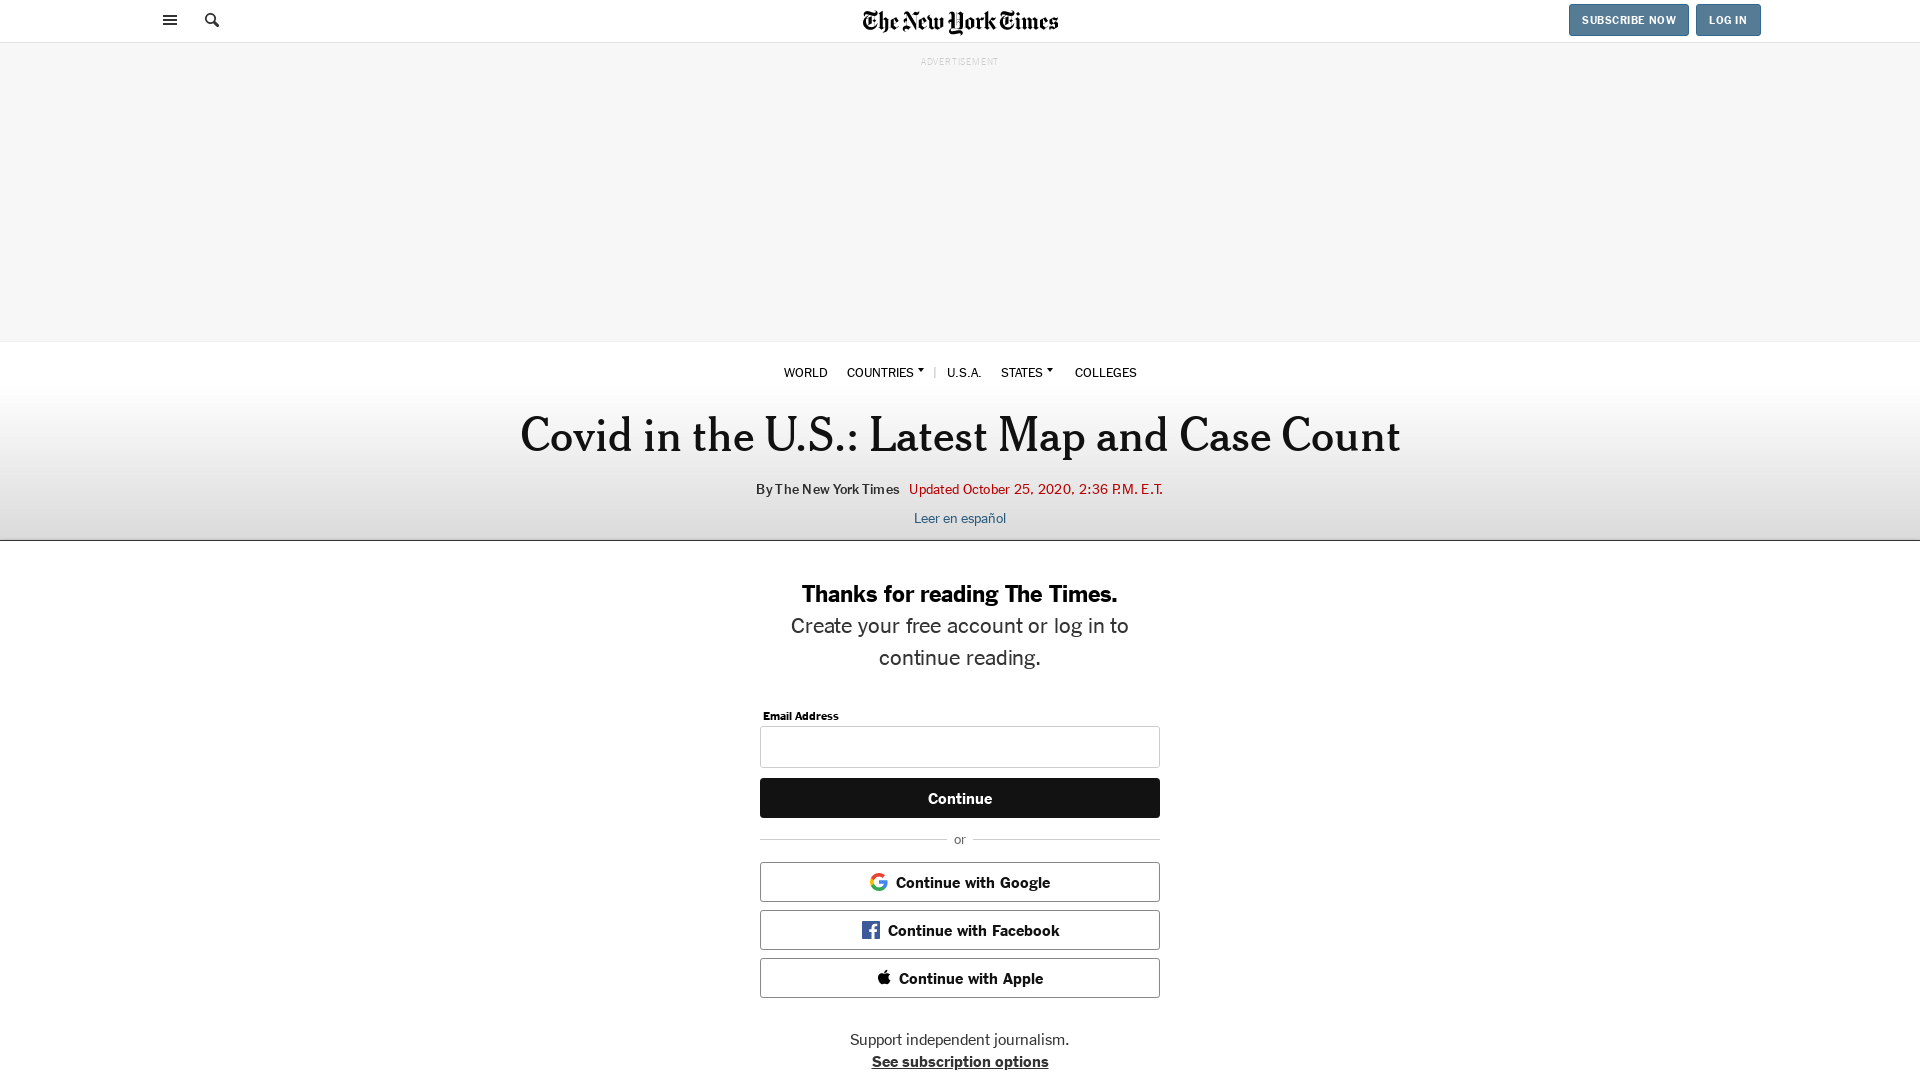 The New York Times
SUBSCRIBE NOW
LOG IN
ADVERTISEMENT
WORLD COUNTRIES | U.S.A. STATES COLLEGES
Covid in the U.S.: Latest Map and Case Count
By The New York Times Updated October 25, 2020, 2:36 P.M. E.T.
Leer en español
Thanks for reading The Times.
Create your free account or log in to
continue reading.
Email Address
Continue
or
Continue with Google
Continue with Facebook
Continue with Apple
Support independent journalism.
See subscription options